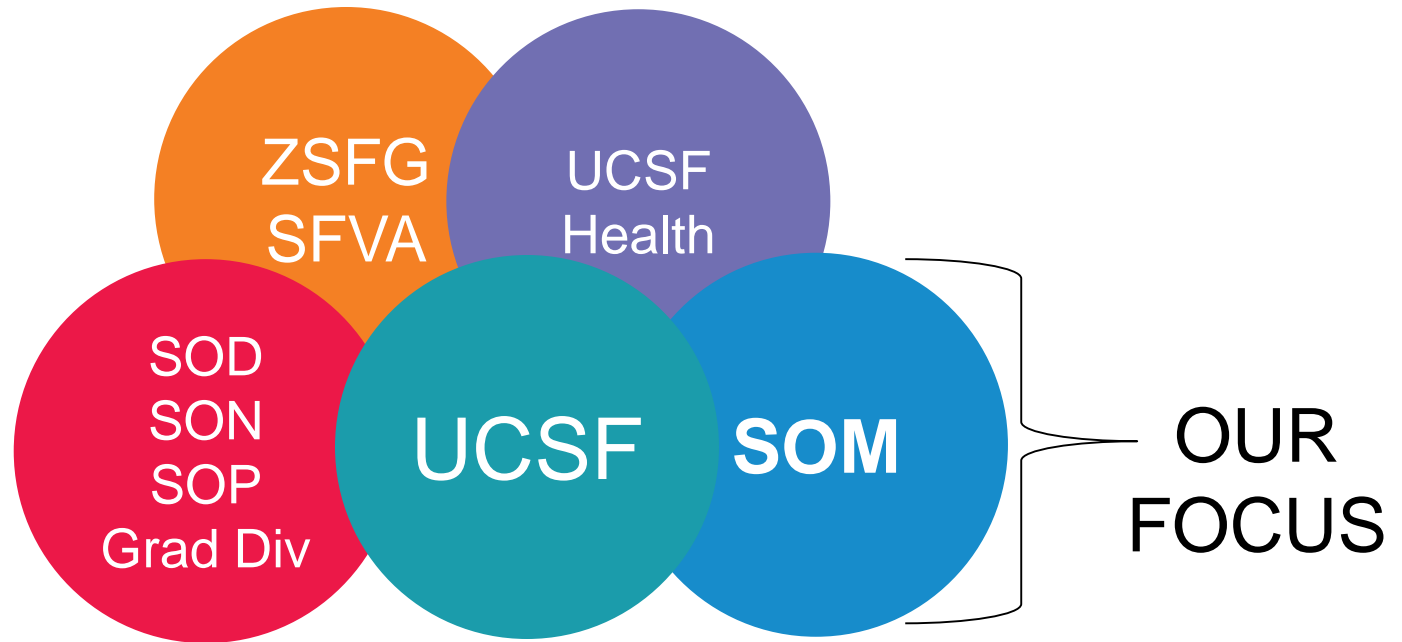 ZSFG
SFVA
UCSF
Health
SOD
SON
SOP
Grad Div
UCSF
SOM
OUR
FOCUS